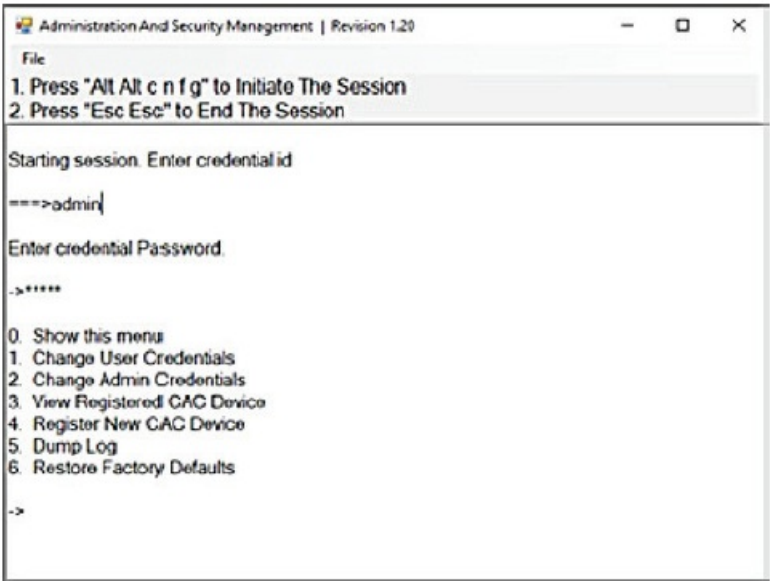 Administration And Security Management | Revision 1.20
File
1. Press "Alt Alt c n f g" to Initiate The Session
2. Press "Esc Esc" to End The Session
Starting session. Enter credential id
===>admin
Enter credential Password.
->*****
0. Show this menu
1. Change User Credentials
2. Change Admin Credentials
3. View Registered CAC Device
4. Register New CAC Device
5. Dump Log
6. Restore Factory Defaults
->